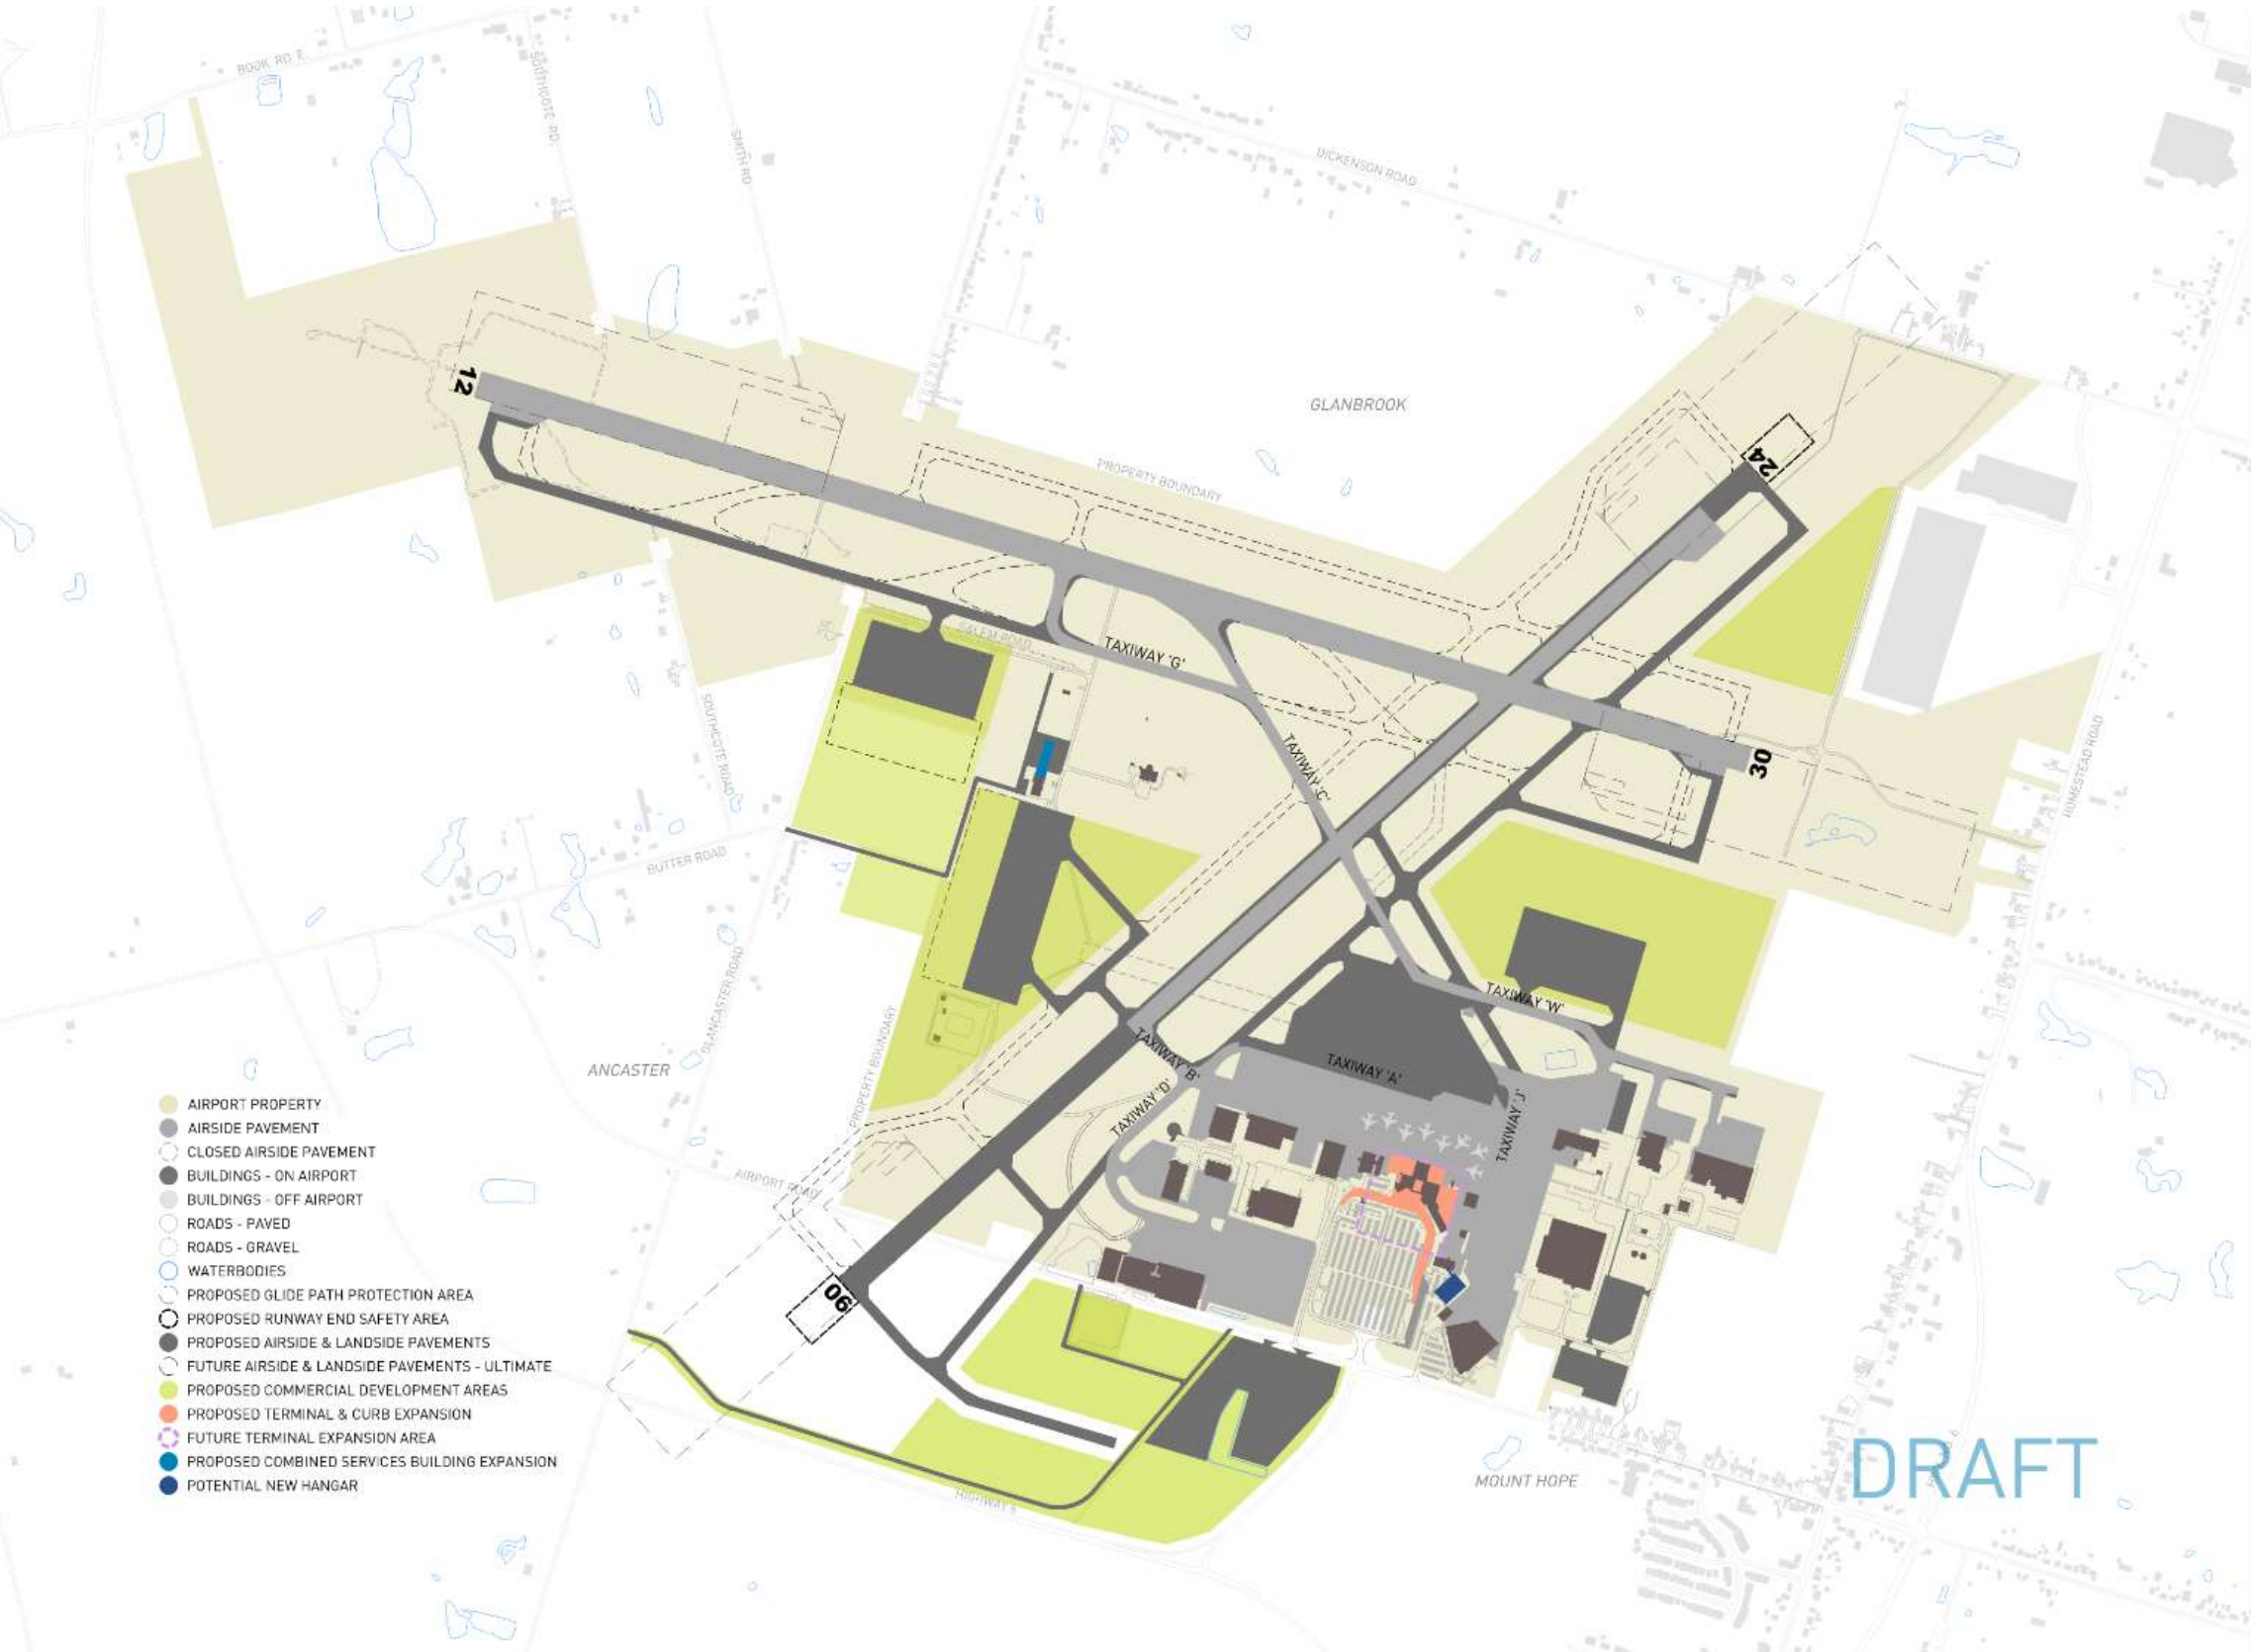 BOOK RD E.
SOUTHCOTE RD.
SMITH RD
DICKENSON ROAD
12
GLANBROOK
PROPERTY BOUNDARY
24
SALEM ROAD
TAXIWAY 'G'
TAXIWAY 'C'
30
HOMESTEAD ROAD
SOUTHCOTE ROAD
BUTTER ROAD
GLANCASTER ROAD
PROPERTY BOUNDARY
TAXIWAY 'W'
ANCASTER
TAXIWAY 'B'
TAXIWAY 'A'
TAXIWAY 'D'
TAXIWAY 'J'
AIRPORT ROAD
06
HIGHWAY 6
MOUNT HOPE
DRAFT
AIRPORT PROPERTY
AIRSIDE PAVEMENT
CLOSED AIRSIDE PAVEMENT
BUILDINGS - ON AIRPORT
BUILDINGS - OFF AIRPORT
ROADS - PAVED
ROADS - GRAVEL
WATERBODIES
PROPOSED GLIDE PATH PROTECTION AREA
PROPOSED RUNWAY END SAFETY AREA
PROPOSED AIRSIDE & LANDSIDE PAVEMENTS
FUTURE AIRSIDE & LANDSIDE PAVEMENTS - ULTIMATE
PROPOSED COMMERCIAL DEVELOPMENT AREAS
PROPOSED TERMINAL & CURB EXPANSION
FUTURE TERMINAL EXPANSION AREA
PROPOSED COMBINED SERVICES BUILDING EXPANSION
POTENTIAL NEW HANGAR